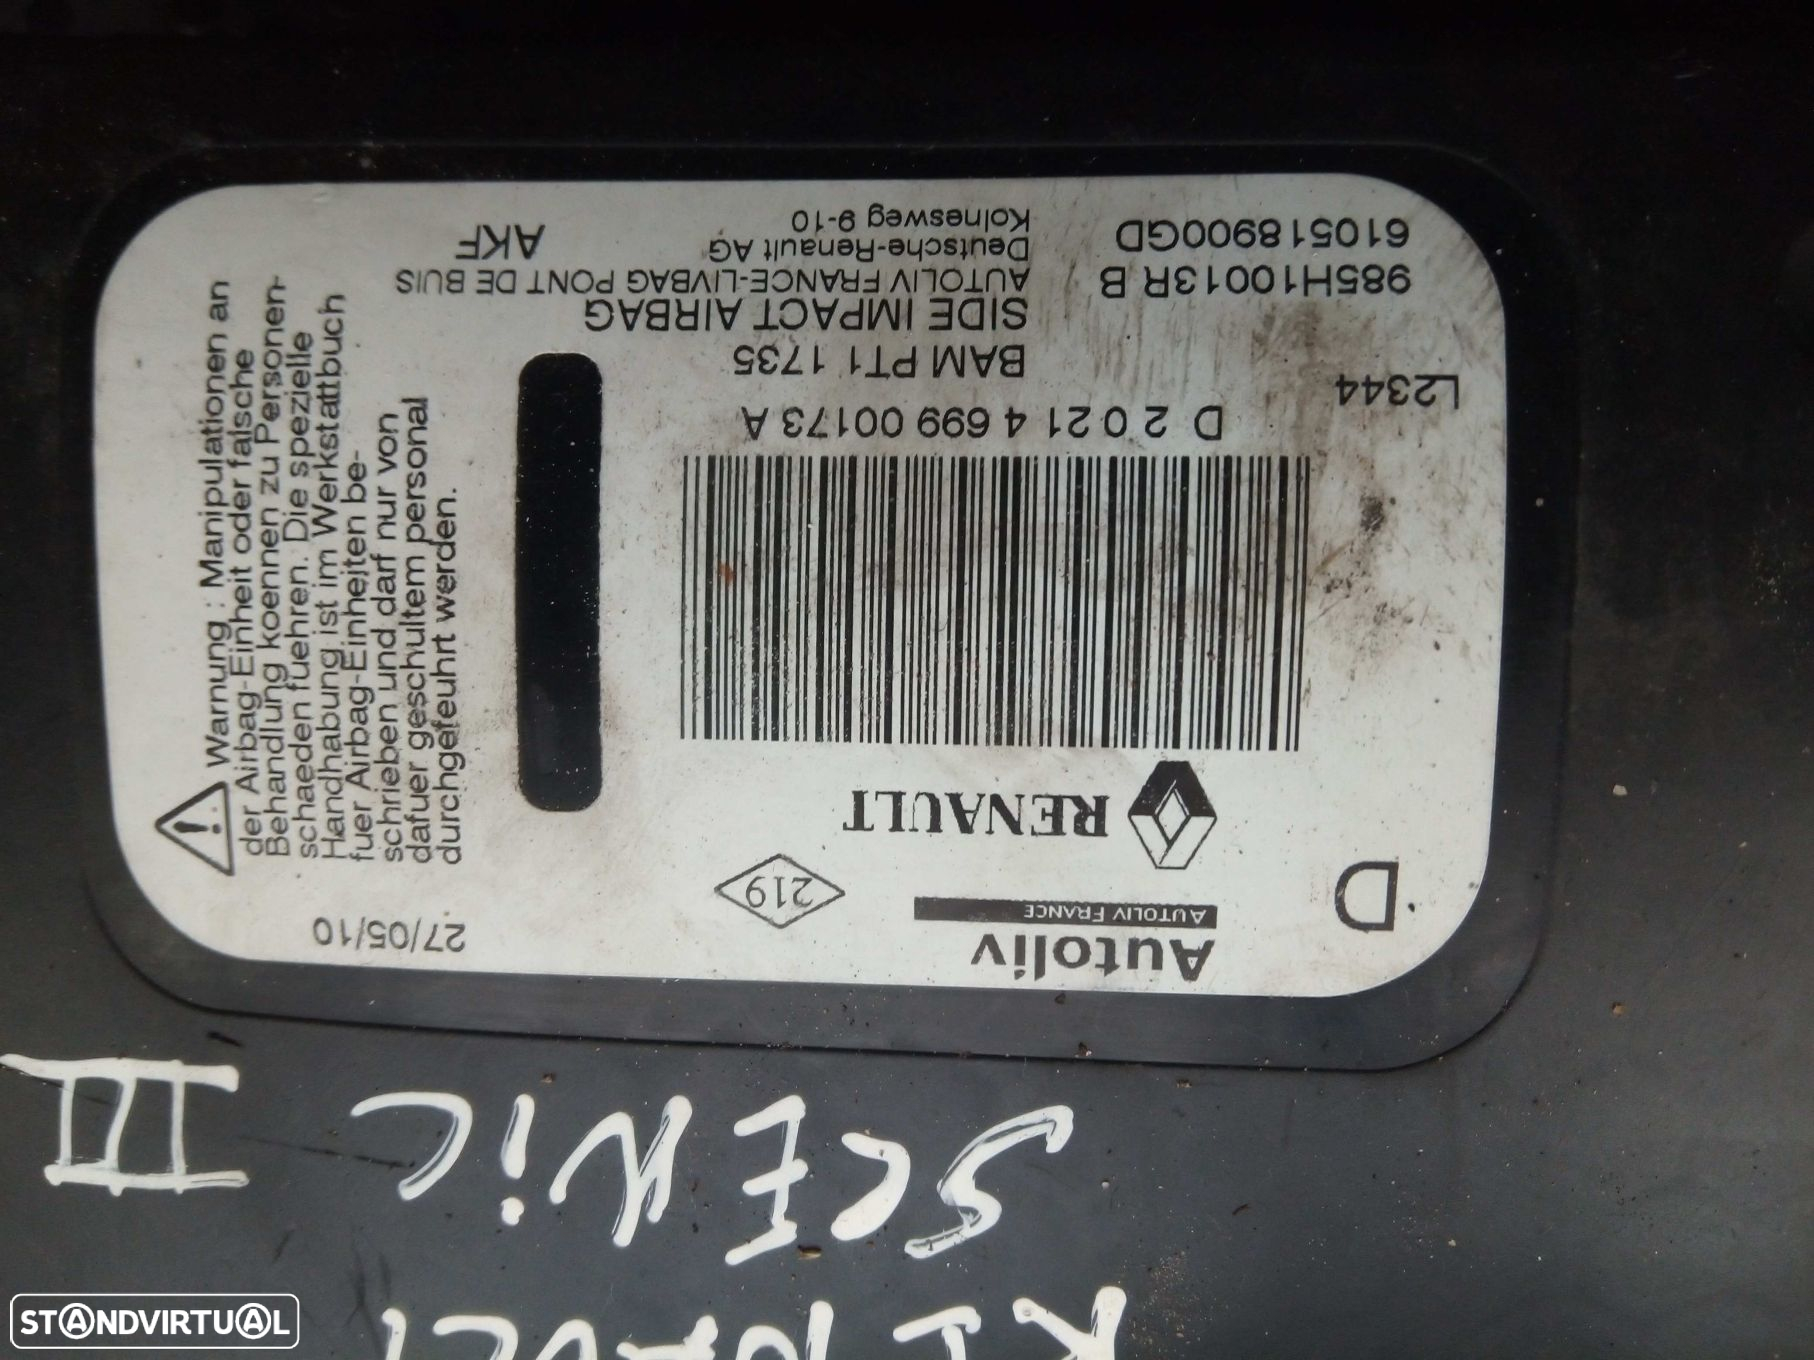 RENAULT
SCENIC III
27/05/10
D
Autoliv
AUTOLIV FRANCE
219
RENAULT
D 2 0 21 4 699 00173 A
L2344
BAM PT1 1735
SIDE IMPACT AIRBAG
AUTOLIV FRANCE-LIVBAG PONT DE BUIS
Deutsche-Renault AG
Kolnesweg 9-10
AKF
985H10013R B
610518900GD
Warnung : Manipulationen an
der Airbag-Einheit oder falsche
Behandlung koennen zu Personen-
schaeden fuehren. Die spezielle
Handhabung ist im Werkstattbuch
fuer Airbag-Einheiten be-
schrieben und darf nur von
dafuer geschultem personal
durchgefeuhrt werden.
STANDVIRTUAL